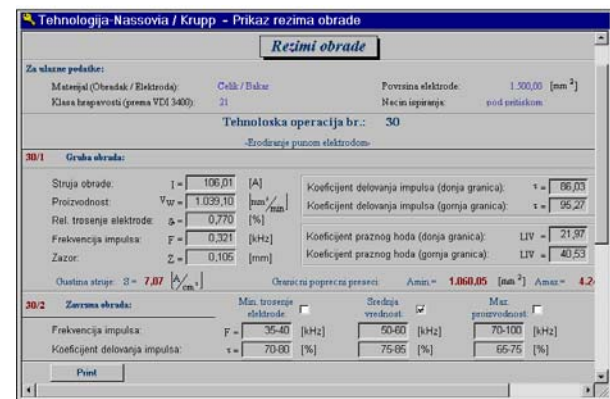 Tehnologija-Nassovia / Krupp - Prikaz rezima obrade
Rezimi obrade
Za ulazne podatke:
Materijal (Obradak / Elektroda): Celik / Bakar Povrsina elektrode: 1.500,00 [mm²]
Klasa hrapavosti (prema VDI 3400): 21 Nacin ispiranja: pod pritiskom
Tehnoloska operacija br.: 30
-Erodiranje punom elektrodom-
30/1 Gruba obrada:
Struja obrade: I = 106,01 [A] Koeficijent delovanja impulsa (donja granica): τ = 86,03
Proizvodnost: Vw = 1.039,10 [mm³/min] Koeficijent delovanja impulsa (gornja granica): τ = 95,27
Rel. trosenje elektrode: = 0,770 [%]
Frekvencija impulsa: F = 0,321 [kHz] Koeficijent praznog hoda (donja granica): LIV = 21,97
Zazor: Z = 0,105 [mm] Koeficijent praznog hoda (gornja granica): LIV = 40,53
Gustina struje: S = 7,07 [A/cm²] Granicni poprecni preseci: Amin.= 1.060,05 [mm²] Amax= 4.24
30/2 Zavrsna obrada: Min. trosenje elektrode: Srednja vrednost: Max. proizvodnost:
Frekvencija impulsa: F = 35-40 [kHz] 50-60 [kHz] 70-100 [kHz]
Koeficijent delovanja impulsa: τ = 70-80 [%] 75-85 [%] 65-75 [%]
Print